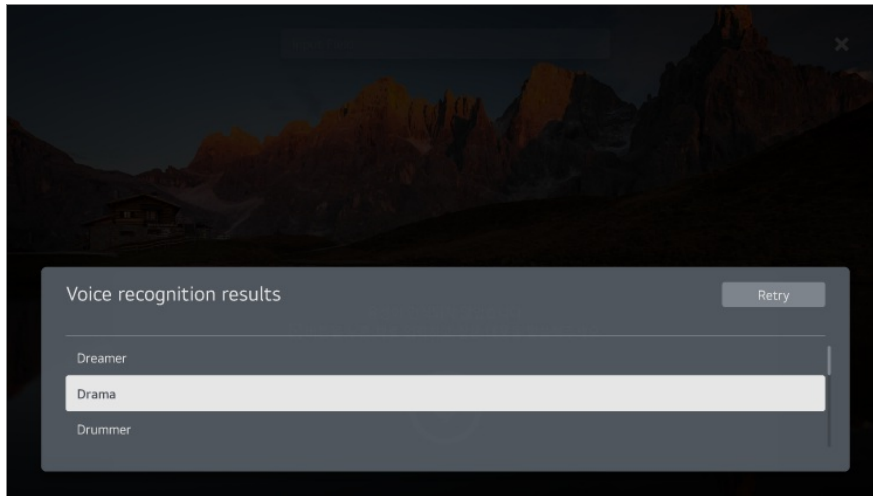 Voice recognition results
Retry
Dreamer
Drama
Drummer